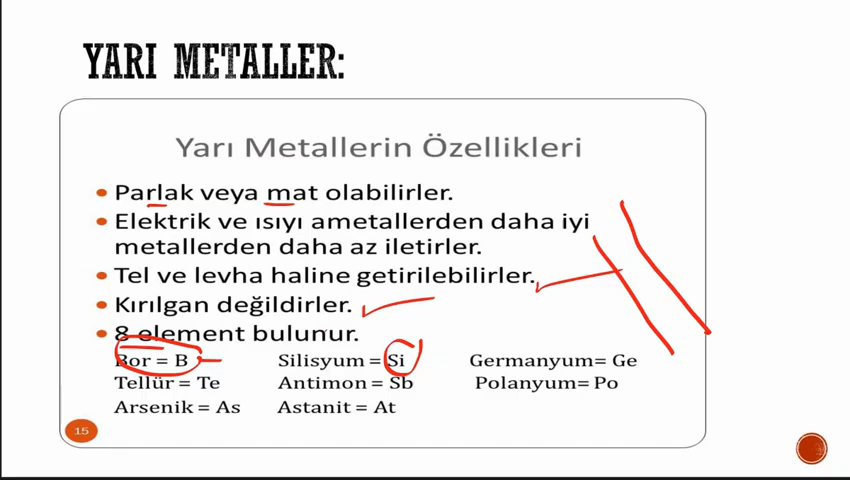 YARI METALLER:
Yarı Metallerin Özellikleri
• Parlak veya mat olabilirler.
• Elektrik ve ısıyı ametallerden daha iyi
metallerden daha az iletirler.
• Tel ve levha haline getirilebilirler.
• Kırılgan değildirler.
• 8 element bulunur.
Bor = B Silisyum = Si Germanyum= Ge
Tellür = Te Antimon = Sb Polanyum= Po
Arsenik = As Astanit = At
15